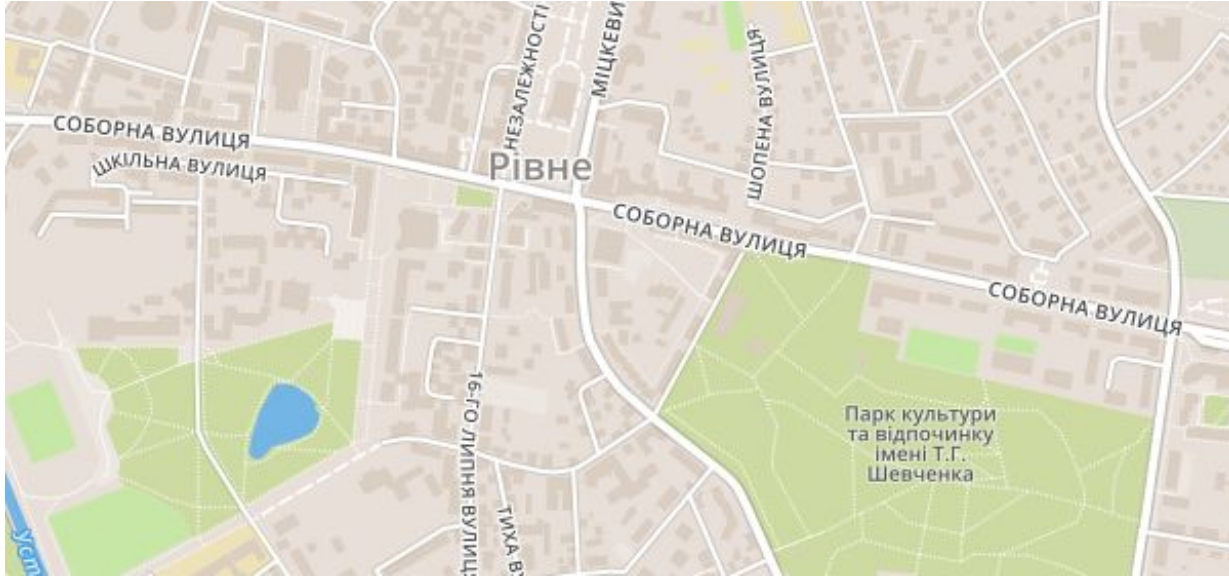 НЕЗАЛЕЖНОСТІ
МІЦКЕВИ
ШОПЕНА ВУЛИЦЯ
СОБОРНА ВУЛИЦЯ
ШКІЛЬНА ВУЛИЦЯ
Рівне
СОБОРНА ВУЛИЦЯ
СОБОРНА ВУЛИЦЯ
16-ГО ЛИПНЯ ВУЛИЦЯ
Парк культури
та відпочинку
імені Т.Г.
Шевченка
ТИХА В
Уст